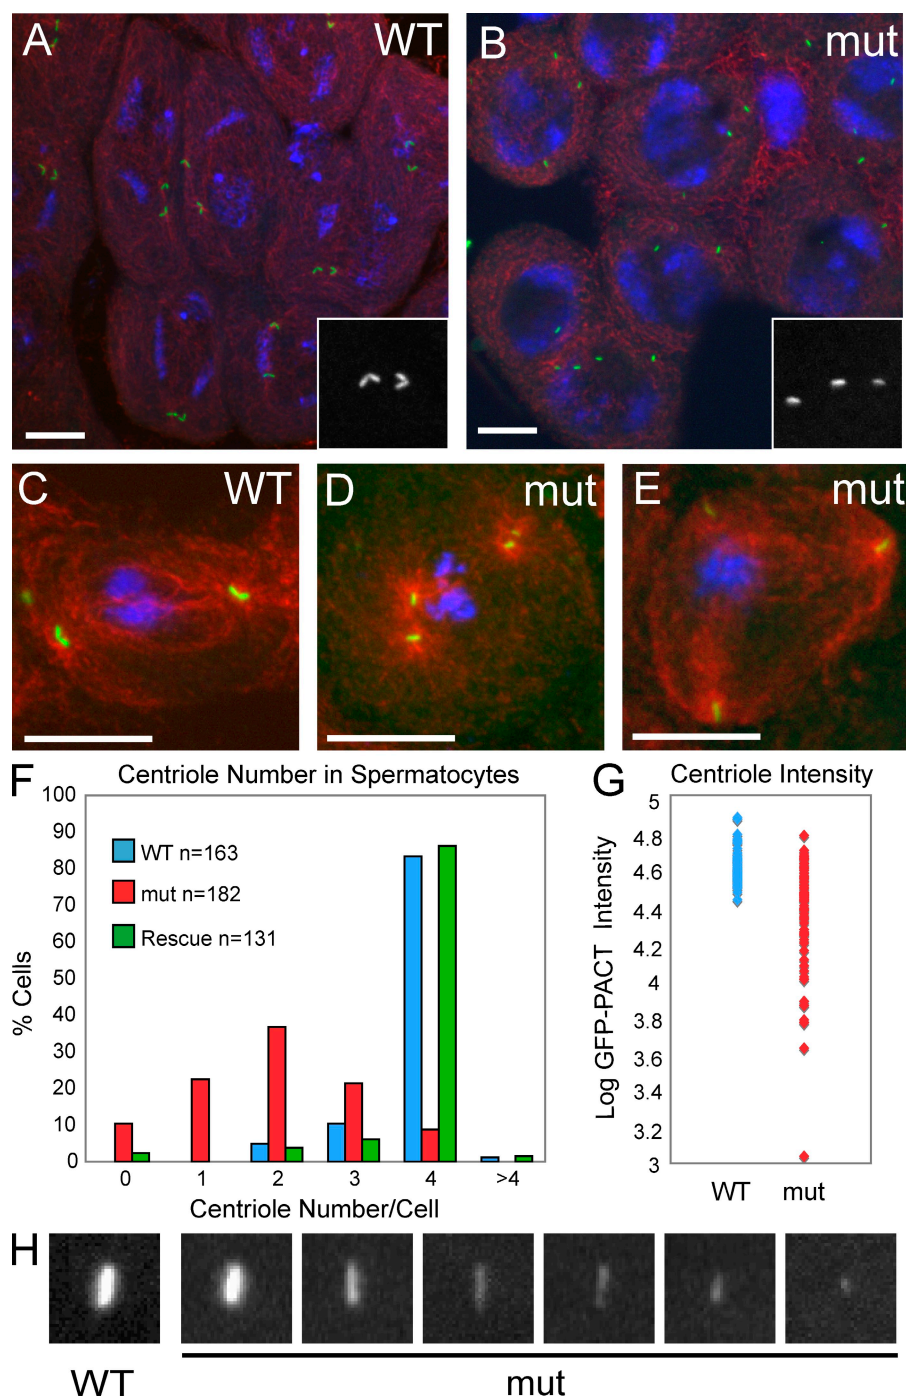 A WT
B mut
C WT
D mut
E mut
F Centriole Number in Spermatocytes
100
90
80
70
60
50
40
30
20
10
0
% Cells
WT n=163
mut n=182
Rescue n=131
0 1 2 3 4 >4
Centriole Number/Cell
G Centriole Intensity
5
4.8
4.6
4.4
4.2
4
3.8
3.6
3.4
3.2
3
Log GFP-PACT Intensity
WT mut
H
WT mut